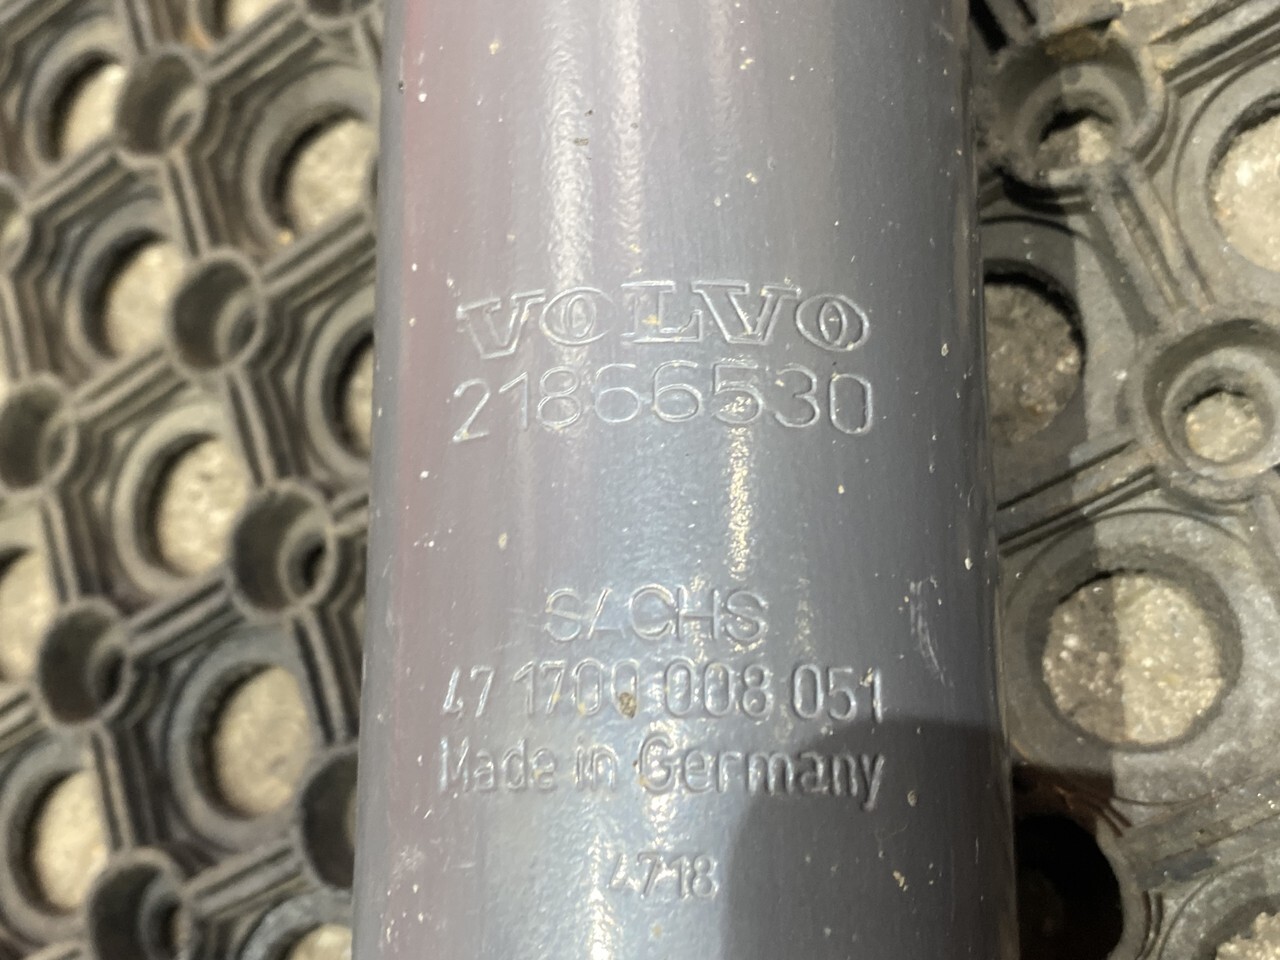 VOLVO
21866530
SACHS
47 1700 008 051
Made in Germany
4718